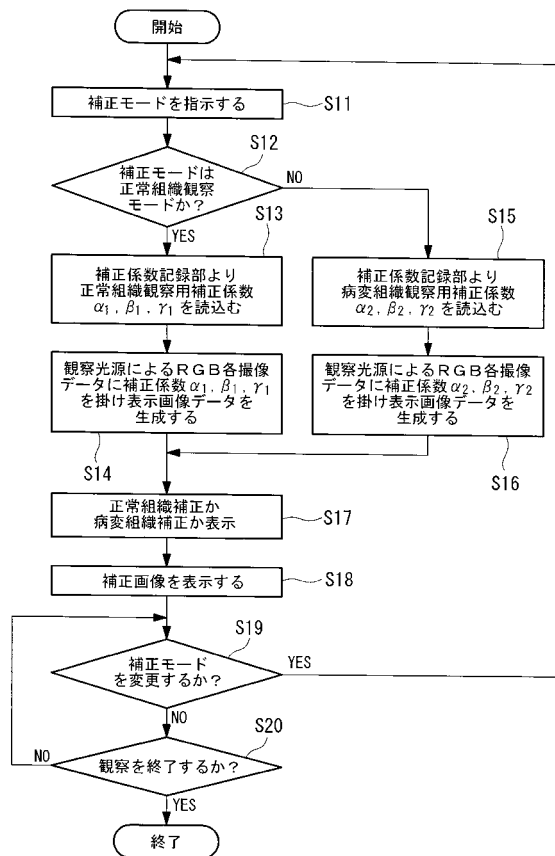 開始
補正モードを指示する
S11
S12
補正モードは
正常組織観察
モードか?
NO
YES
S13
補正係数記録部より
正常組織観察用補正係数
α1, β1, γ1 を読込む
S15
補正係数記録部より
病変組織観察用補正係数
α2, β2, γ2 を読込む
観察光源によるRGB各撮像
データに補正係数α1, β1, γ1
を掛け表示画像データを
生成する
S14
観察光源によるRGB各撮像
データに補正係数α2, β2, γ2
を掛け表示画像データを
生成する
S16
正常組織補正か
病変組織補正か表示
S17
補正画像を表示する
S18
S19
補正モード
を変更するか?
YES
NO
S20
観察を終了するか?
NO
YES
終了